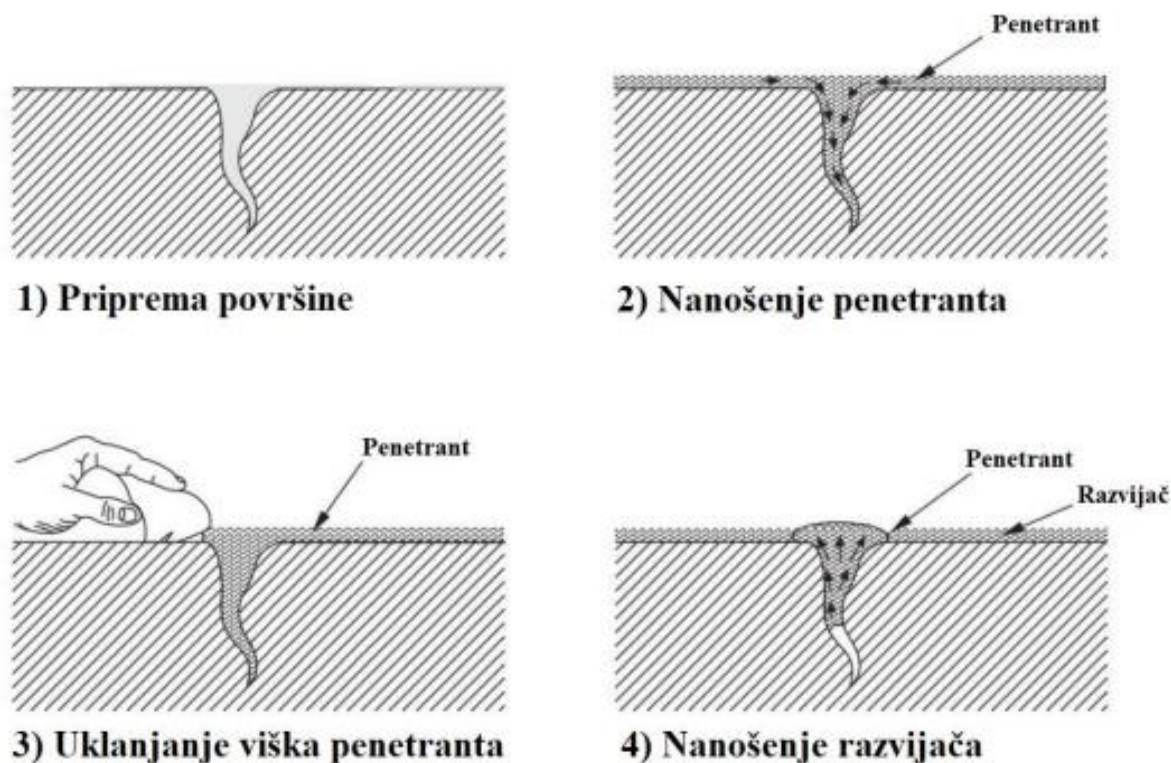 1) Priprema površine
Penetrant
2) Nanošenje penetranta
Penetrant
3) Uklanjanje viška penetranta
Penetrant
Razvijač
4) Nanošenje razvijača